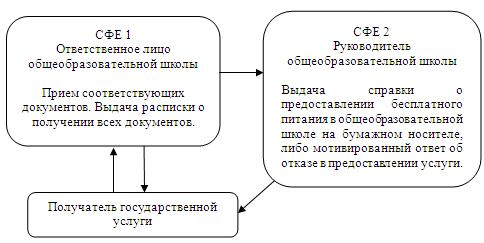 СФЕ 1
Ответственное лицо
общеобразовательной школы
Прием соответствующих
документов. Выдача расписки о
получении всех документов.
СФЕ 2
Руководитель
общеобразовательной школы
Выдача справки о
предоставлении бесплатного
питания в общеобразовательной
школе на бумажном носителе,
либо мотивированный ответ об
отказе в предоставлении услуги.
Получатель государственной
услуги